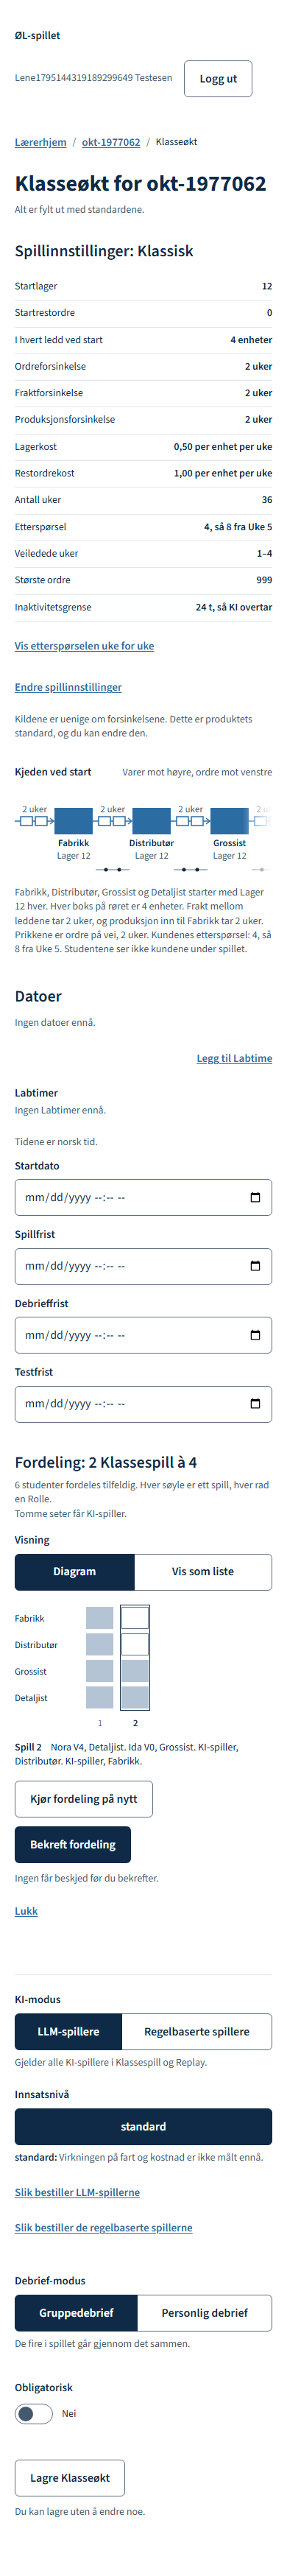 ØL-spillet
Lene1795144319189299649 Testesen
Logg ut
Lærerhjem / okt-1977062 / Klasseøkt
Klasseøkt for okt-1977062
Alt er fylt ut med standardene.
Spillinnstillinger: Klassisk
Startlager 12
Startrestordre 0
I hvert ledd ved start 4 enheter
Ordreforsinkelse 2 uker
Fraktforsinkelse 2 uker
Produksjonsforsinkelse 2 uker
Lagerkost 0,50 per enhet per uke
Restordrekost 1,00 per enhet per uke
Antall uker 36
Etterspørsel 4, så 8 fra Uke 5
Veiledede uker 1–4
Største ordre 999
Inaktivitetsgrense 24 t, så KI overtar
Vis etterspørselen uke for uke
Endre spillinnstillinger
Kildene er uenige om forsinkelsene. Dette er produktets
standard, og du kan endre den.
Kjeden ved start Varer mot høyre, ordre mot venstre
2 uker 2 uker 2 uker 2 u
Fabrikk Distributør Grossist
Lager 12 Lager 12 Lager 12
Fabrikk, Distributør, Grossist og Detaljist starter med Lager
12 hver. Hver boks på røret er 4 enheter. Frakt mellom
leddene tar 2 uker, og produksjon inn til Fabrikk tar 2 uker.
Prikkene er ordre på vei, 2 uker. Kundenes etterspørsel: 4, så
8 fra Uke 5. Studentene ser ikke kundene under spillet.
Datoer
Ingen datoer ennå.
Legg til Labtime
Labtimer
Ingen Labtimer ennå.
Tidene er norsk tid.
Startdato
mm/dd/yyyy --:-- --
Spillfrist
mm/dd/yyyy --:-- --
Debrieffrist
mm/dd/yyyy --:-- --
Testfrist
mm/dd/yyyy --:-- --
Fordeling: 2 Klassespill à 4
6 studenter fordeles tilfeldig. Hver søyle er ett spill, hver rad
en Rolle.
Tomme seter får KI-spiller.
Visning
Diagram Vis som liste
Fabrikk
Distributør
Grossist
Detaljist
1 2
Spill 2 Nora V4, Detaljist. Ida V0, Grossist. KI-spiller,
Distributør. KI-spiller, Fabrikk.
Kjør fordeling på nytt
Bekreft fordeling
Ingen får beskjed før du bekrefter.
Lukk
KI-modus
LLM-spillere Regelbaserte spillere
Gjelder alle KI-spillere i Klassespill og Replay.
Innsatsnivå
standard
standard: Virkningen på fart og kostnad er ikke målt ennå.
Slik bestiller LLM-spillerne
Slik bestiller de regelbaserte spillerne
Debrief-modus
Gruppedebrief Personlig debrief
De fire i spillet går gjennom det sammen.
Obligatorisk
Nei
Lagre Klasseøkt
Du kan lagre uten å endre noe.